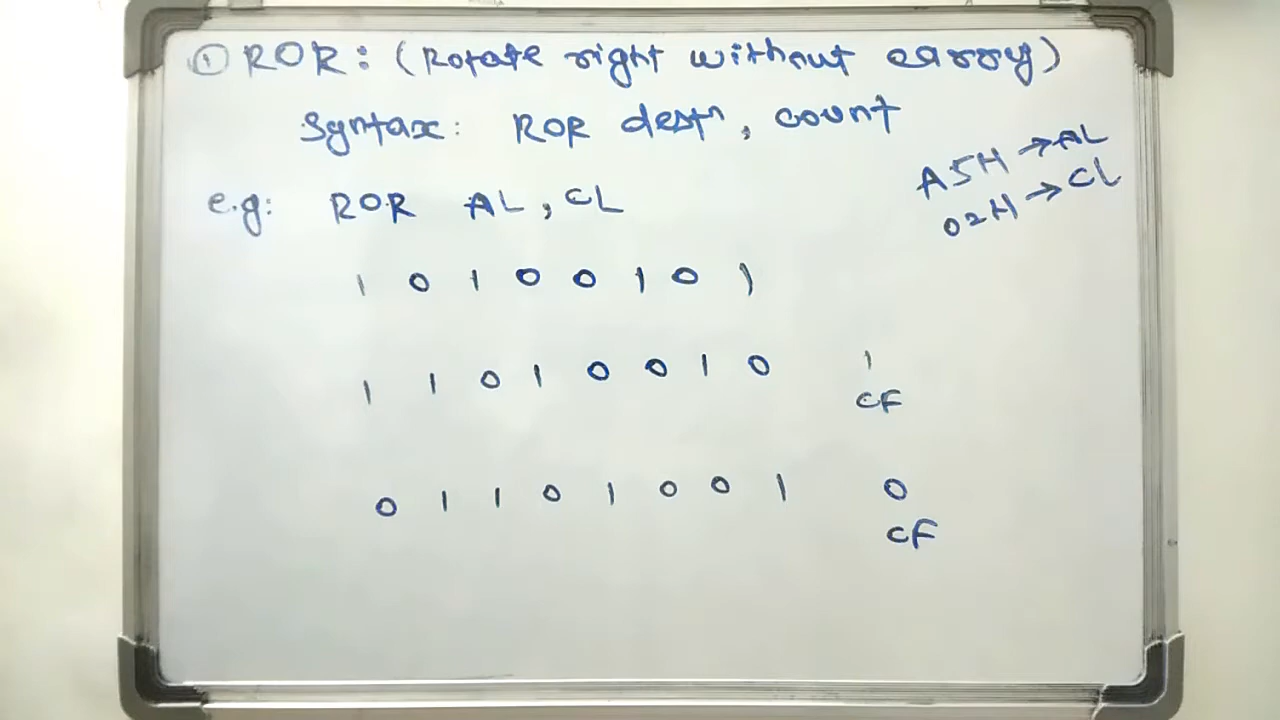 ① ROR: (Rotate right without carry)
Syntax: ROR destⁿ, count
A5H → AL
02H → CL
e.g: ROR AL, CL
1 0 1 0 0 1 0 1
1 1 0 1 0 0 1 0 1
CF
0 1 1 0 1 0 0 1 0
CF